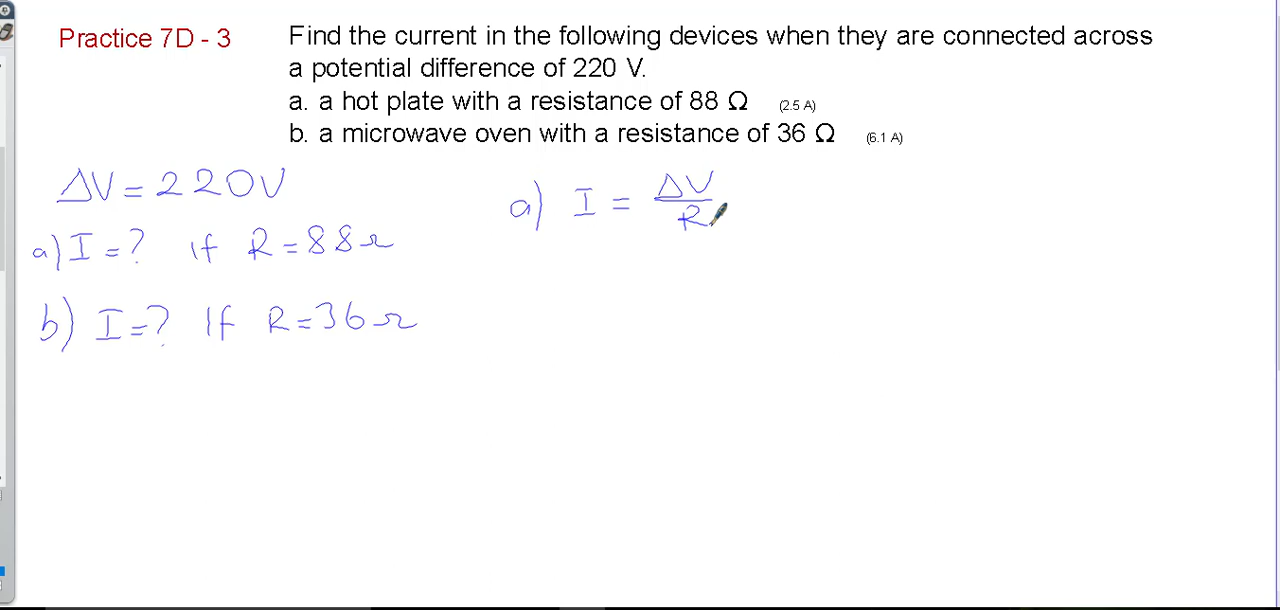 Practice 7D - 3
Find the current in the following devices when they are connected across
a potential difference of 220 V.
a. a hot plate with a resistance of 88 Ω (2.5 A)
b. a microwave oven with a resistance of 36 Ω (6.1 A)
ΔV = 220V
a) I = ? if R = 88Ω
b) I = ? If R = 36Ω
a) I = ΔV
R